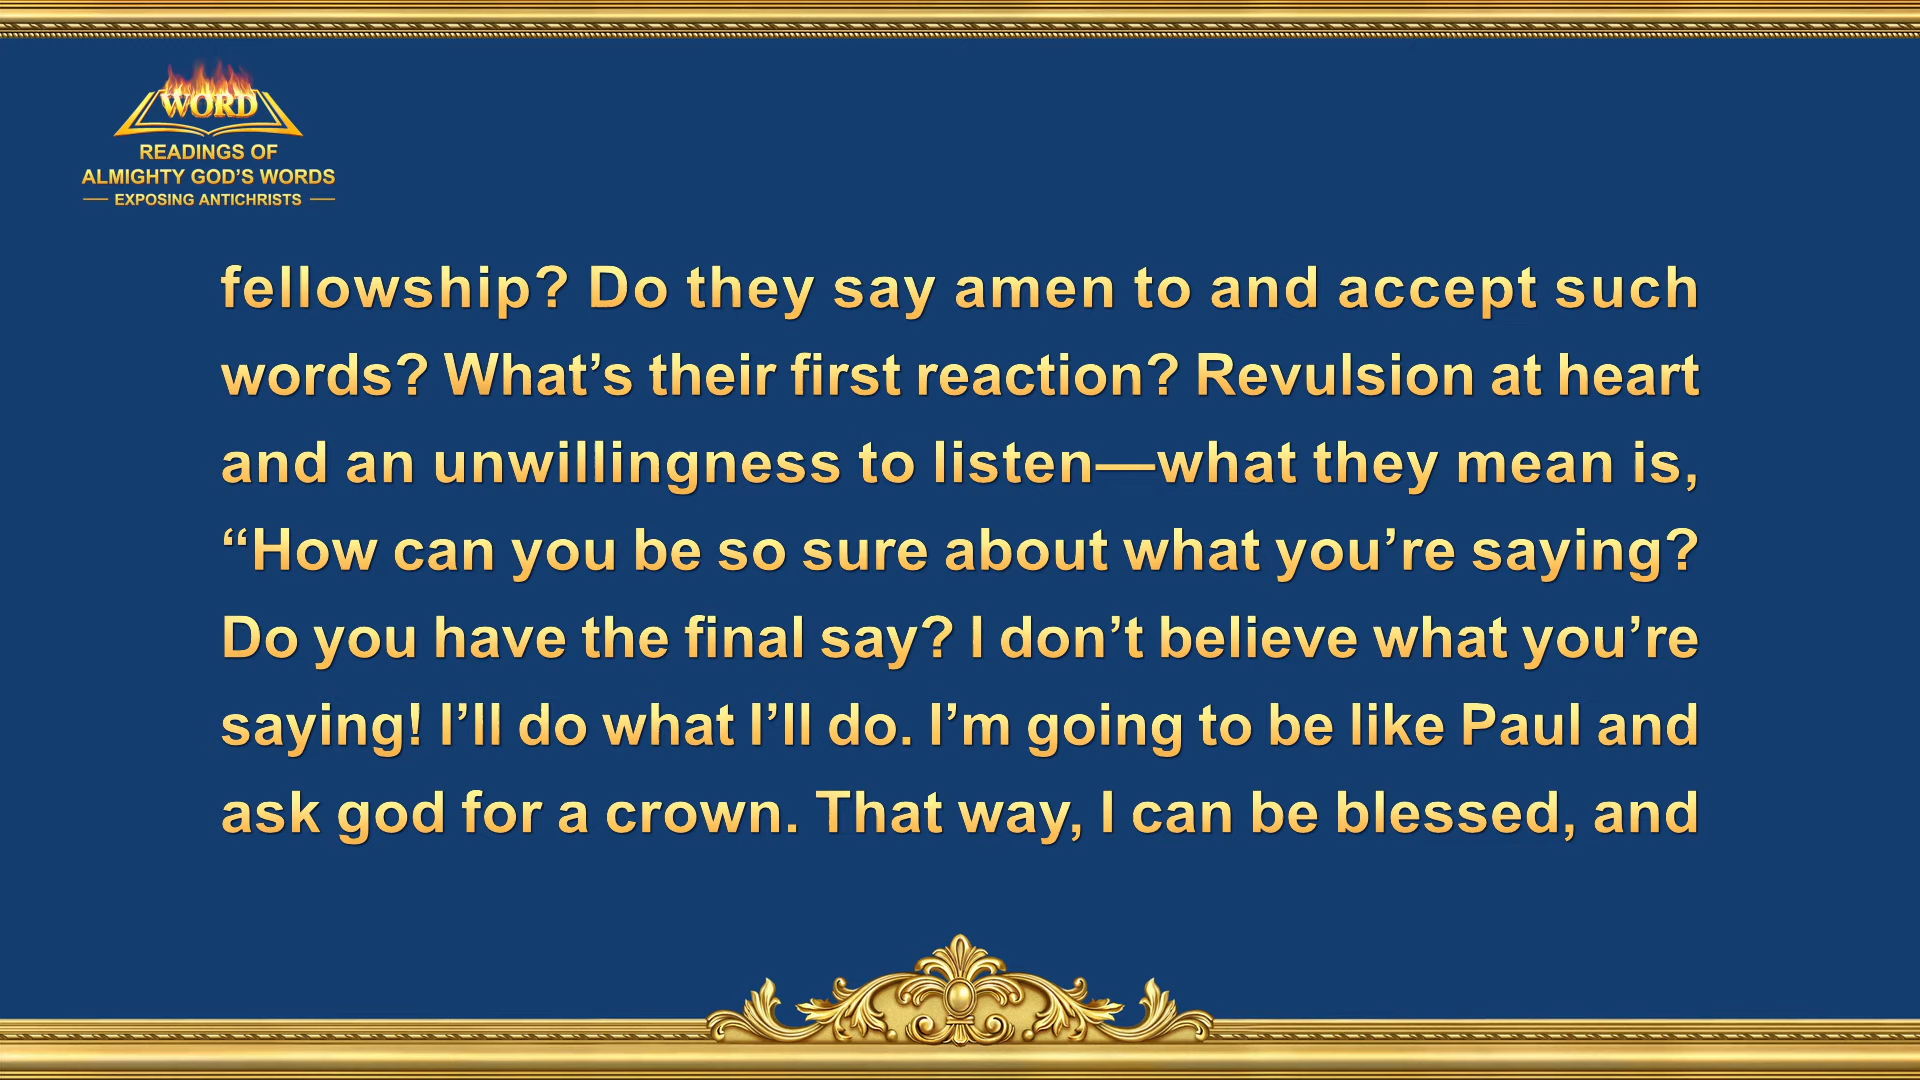 WORD
READINGS OF
ALMIGHTY GOD’S WORDS
EXPOSING ANTICHRISTS
fellowship? Do they say amen to and accept such
words? What’s their first reaction? Revulsion at heart
and an unwillingness to listen—what they mean is,
“How can you be so sure about what you’re saying?
Do you have the final say? I don’t believe what you’re
saying! I’ll do what I’ll do. I’m going to be like Paul and
ask god for a crown. That way, I can be blessed, and